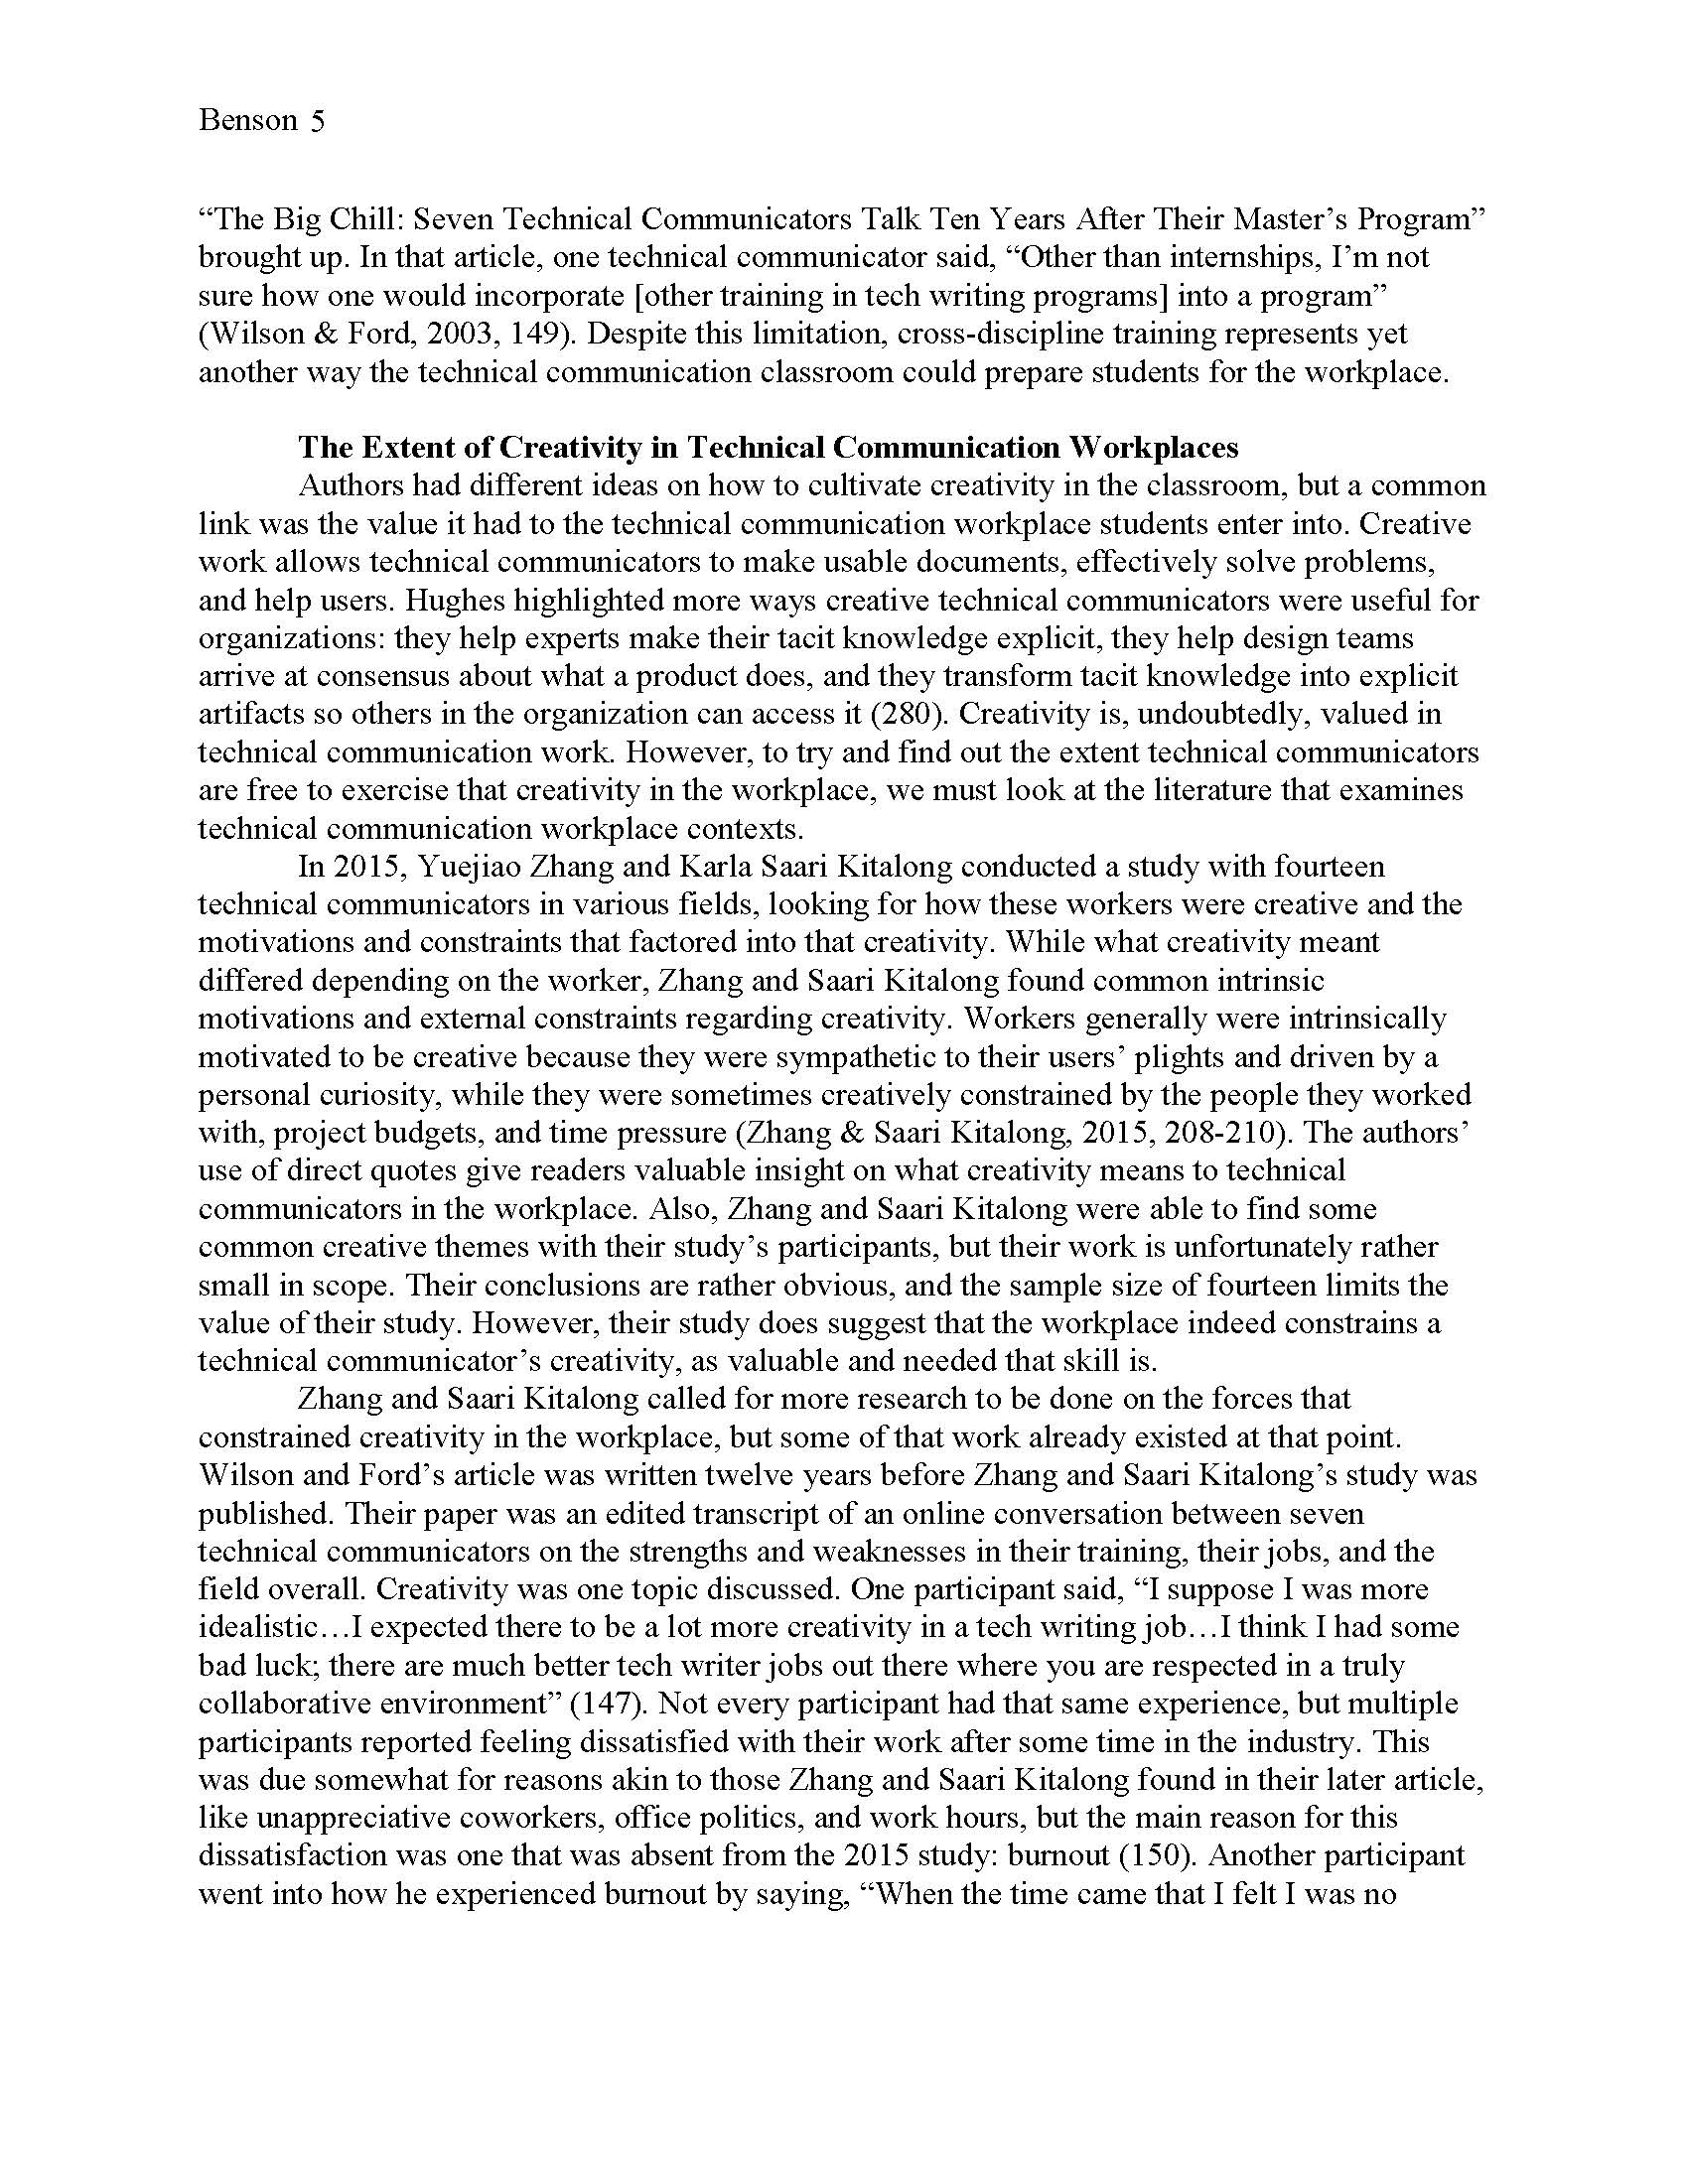 Benson 5
“The Big Chill: Seven Technical Communicators Talk Ten Years After Their Master’s Program”
brought up. In that article, one technical communicator said, “Other than internships, I’m not
sure how one would incorporate [other training in tech writing programs] into a program”
(Wilson & Ford, 2003, 149). Despite this limitation, cross-discipline training represents yet
another way the technical communication classroom could prepare students for the workplace.
The Extent of Creativity in Technical Communication Workplaces
Authors had different ideas on how to cultivate creativity in the classroom, but a common
link was the value it had to the technical communication workplace students enter into. Creative
work allows technical communicators to make usable documents, effectively solve problems,
and help users. Hughes highlighted more ways creative technical communicators were useful for
organizations: they help experts make their tacit knowledge explicit, they help design teams
arrive at consensus about what a product does, and they transform tacit knowledge into explicit
artifacts so others in the organization can access it (280). Creativity is, undoubtedly, valued in
technical communication work. However, to try and find out the extent technical communicators
are free to exercise that creativity in the workplace, we must look at the literature that examines
technical communication workplace contexts.
In 2015, Yuejiao Zhang and Karla Saari Kitalong conducted a study with fourteen
technical communicators in various fields, looking for how these workers were creative and the
motivations and constraints that factored into that creativity. While what creativity meant
differed depending on the worker, Zhang and Saari Kitalong found common intrinsic
motivations and external constraints regarding creativity. Workers generally were intrinsically
motivated to be creative because they were sympathetic to their users’ plights and driven by a
personal curiosity, while they were sometimes creatively constrained by the people they worked
with, project budgets, and time pressure (Zhang & Saari Kitalong, 2015, 208-210). The authors’
use of direct quotes give readers valuable insight on what creativity means to technical
communicators in the workplace. Also, Zhang and Saari Kitalong were able to find some
common creative themes with their study’s participants, but their work is unfortunately rather
small in scope. Their conclusions are rather obvious, and the sample size of fourteen limits the
value of their study. However, their study does suggest that the workplace indeed constrains a
technical communicator’s creativity, as valuable and needed that skill is.
Zhang and Saari Kitalong called for more research to be done on the forces that
constrained creativity in the workplace, but some of that work already existed at that point.
Wilson and Ford’s article was written twelve years before Zhang and Saari Kitalong’s study was
published. Their paper was an edited transcript of an online conversation between seven
technical communicators on the strengths and weaknesses in their training, their jobs, and the
field overall. Creativity was one topic discussed. One participant said, “I suppose I was more
idealistic…I expected there to be a lot more creativity in a tech writing job…I think I had some
bad luck; there are much better tech writer jobs out there where you are respected in a truly
collaborative environment” (147). Not every participant had that same experience, but multiple
participants reported feeling dissatisfied with their work after some time in the industry. This
was due somewhat for reasons akin to those Zhang and Saari Kitalong found in their later article,
like unappreciative coworkers, office politics, and work hours, but the main reason for this
dissatisfaction was one that was absent from the 2015 study: burnout (150). Another participant
went into how he experienced burnout by saying, “When the time came that I felt I was no